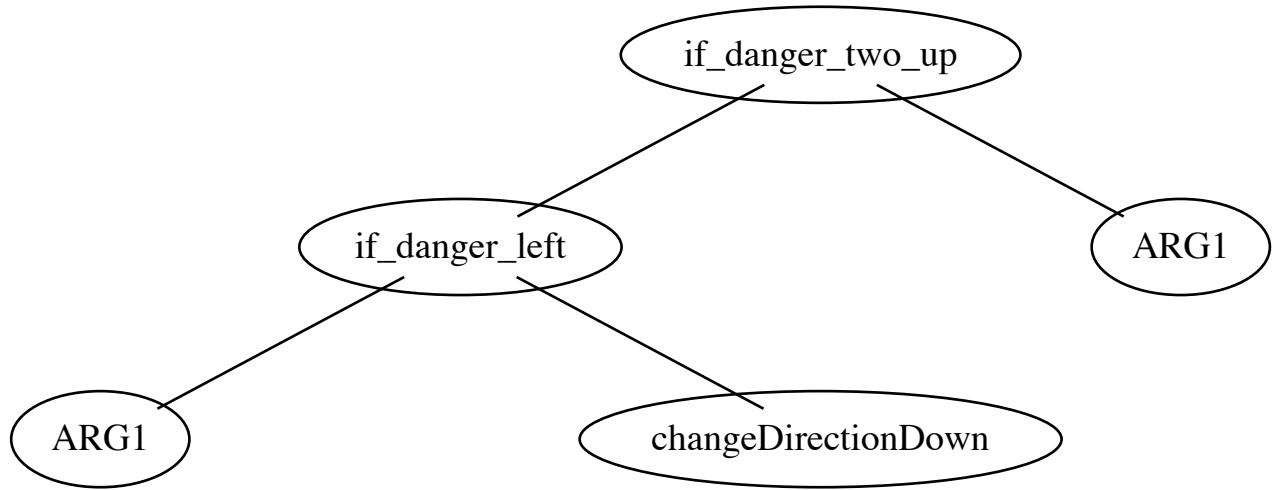 if_danger_two_up
if_danger_left
ARG1
ARG1
changeDirectionDown